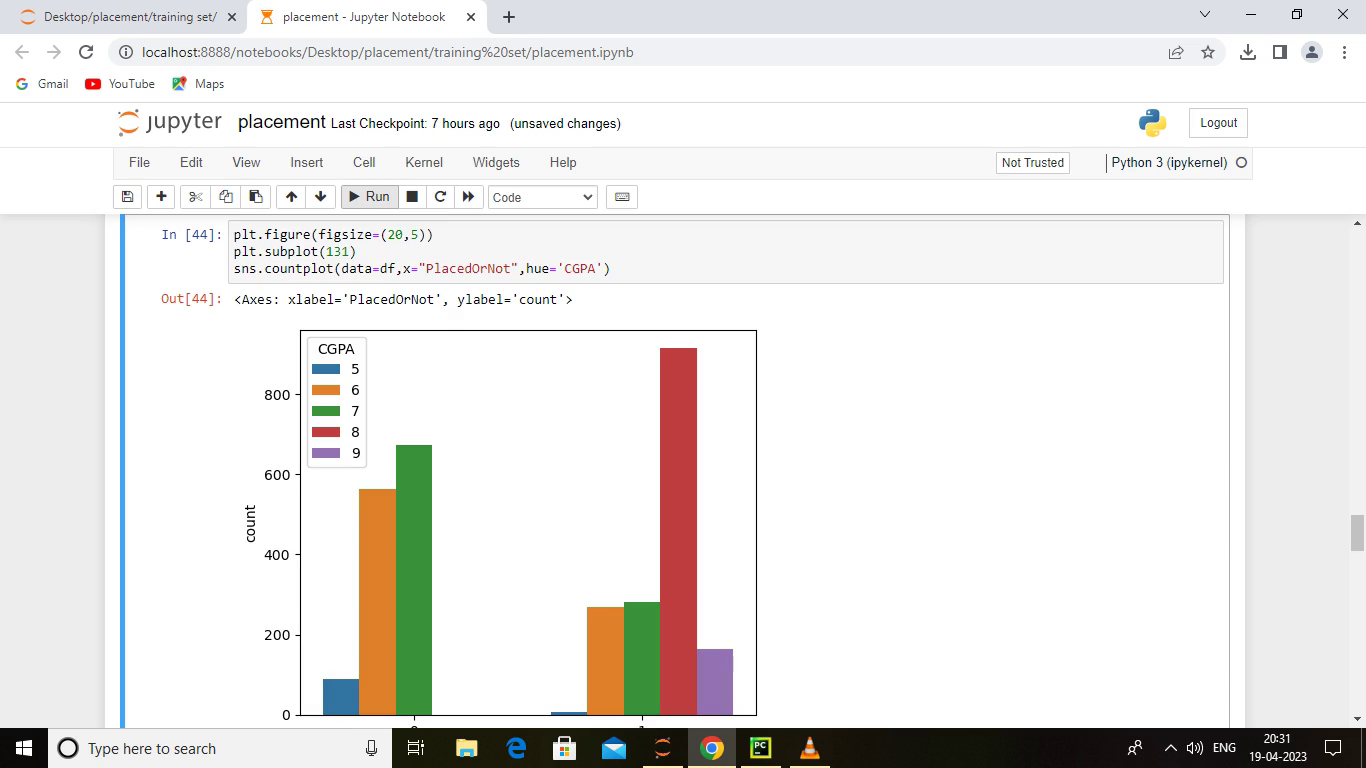 Desktop/placement/training set/
placement - Jupyter Notebook
localhost:8888/notebooks/Desktop/placement/training%20set/placement.ipynb
Gmail YouTube Maps
jupyter placement Last Checkpoint: 7 hours ago (unsaved changes)
Logout
File Edit View Insert Cell Kernel Widgets Help
Not Trusted
Python 3 (ipykernel)
Run
Code
In [44]:
plt.figure(figsize=(20,5))
plt.subplot(131)
sns.countplot(data=df,x="PlacedOrNot",hue='CGPA')
Out[44]: <Axes: xlabel='PlacedOrNot', ylabel='count'>
CGPA
5
6
7
8
9
800
600
400
200
0
count
Type here to search
PC
ENG
20:31
19-04-2023